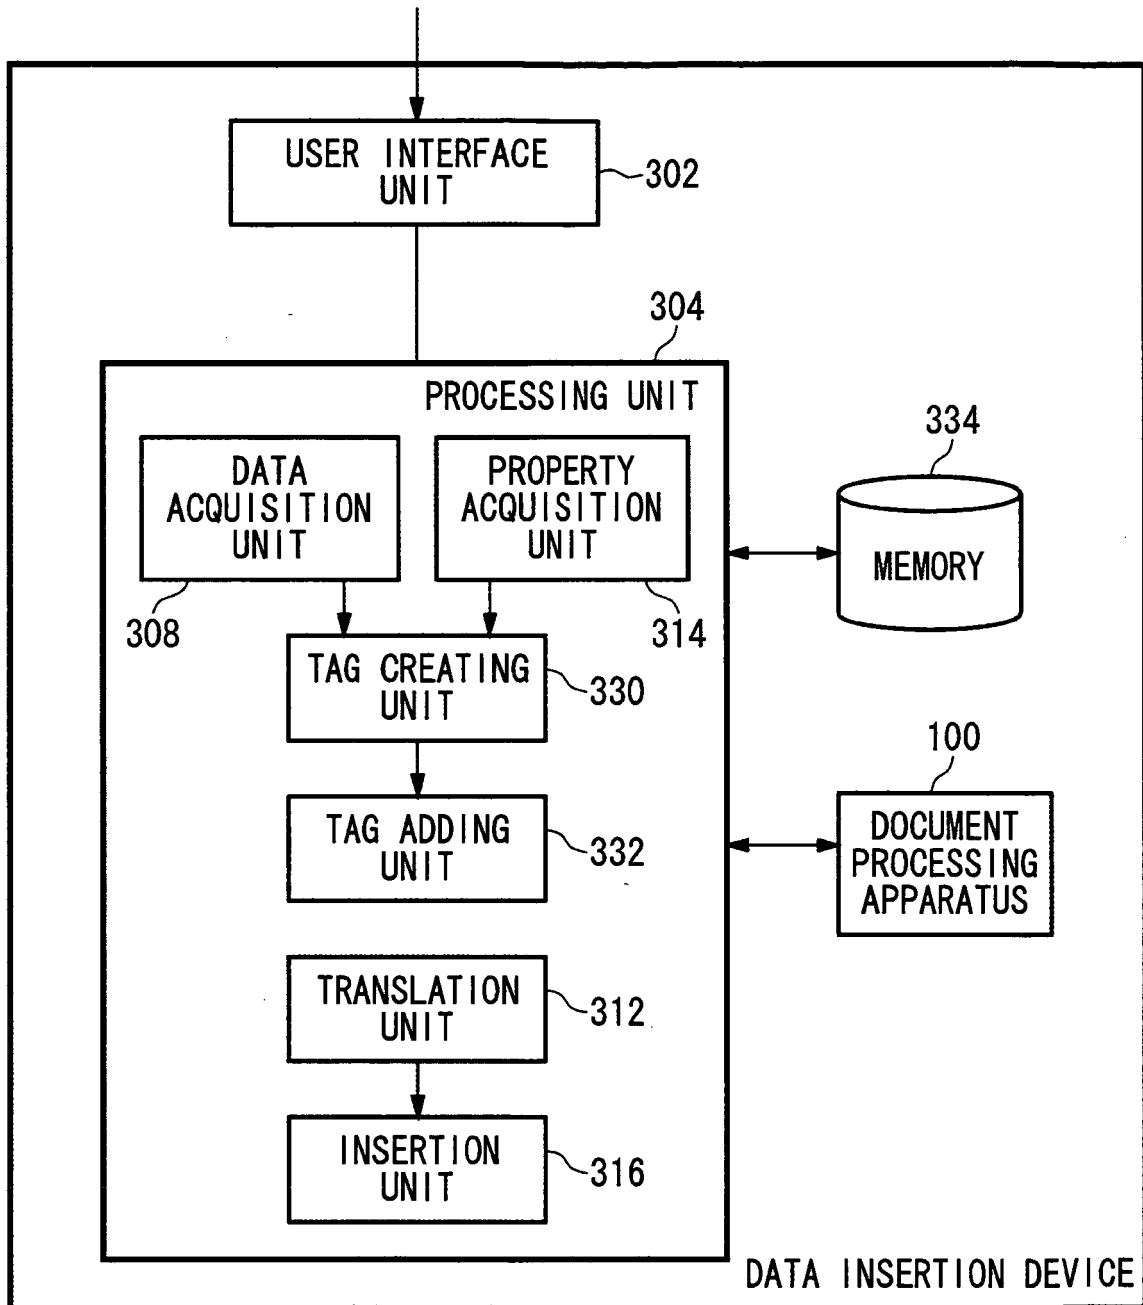 USER INTERFACE
UNIT
302
304
PROCESSING UNIT
DATA
ACQUISITION
UNIT
PROPERTY
ACQUISITION
UNIT
334
MEMORY
308
314
TAG CREATING
UNIT
330
100
TAG ADDING
UNIT
332
DOCUMENT
PROCESSING
APPARATUS
TRANSLATION
UNIT
312
INSERTION
UNIT
316
DATA INSERTION DEVICE